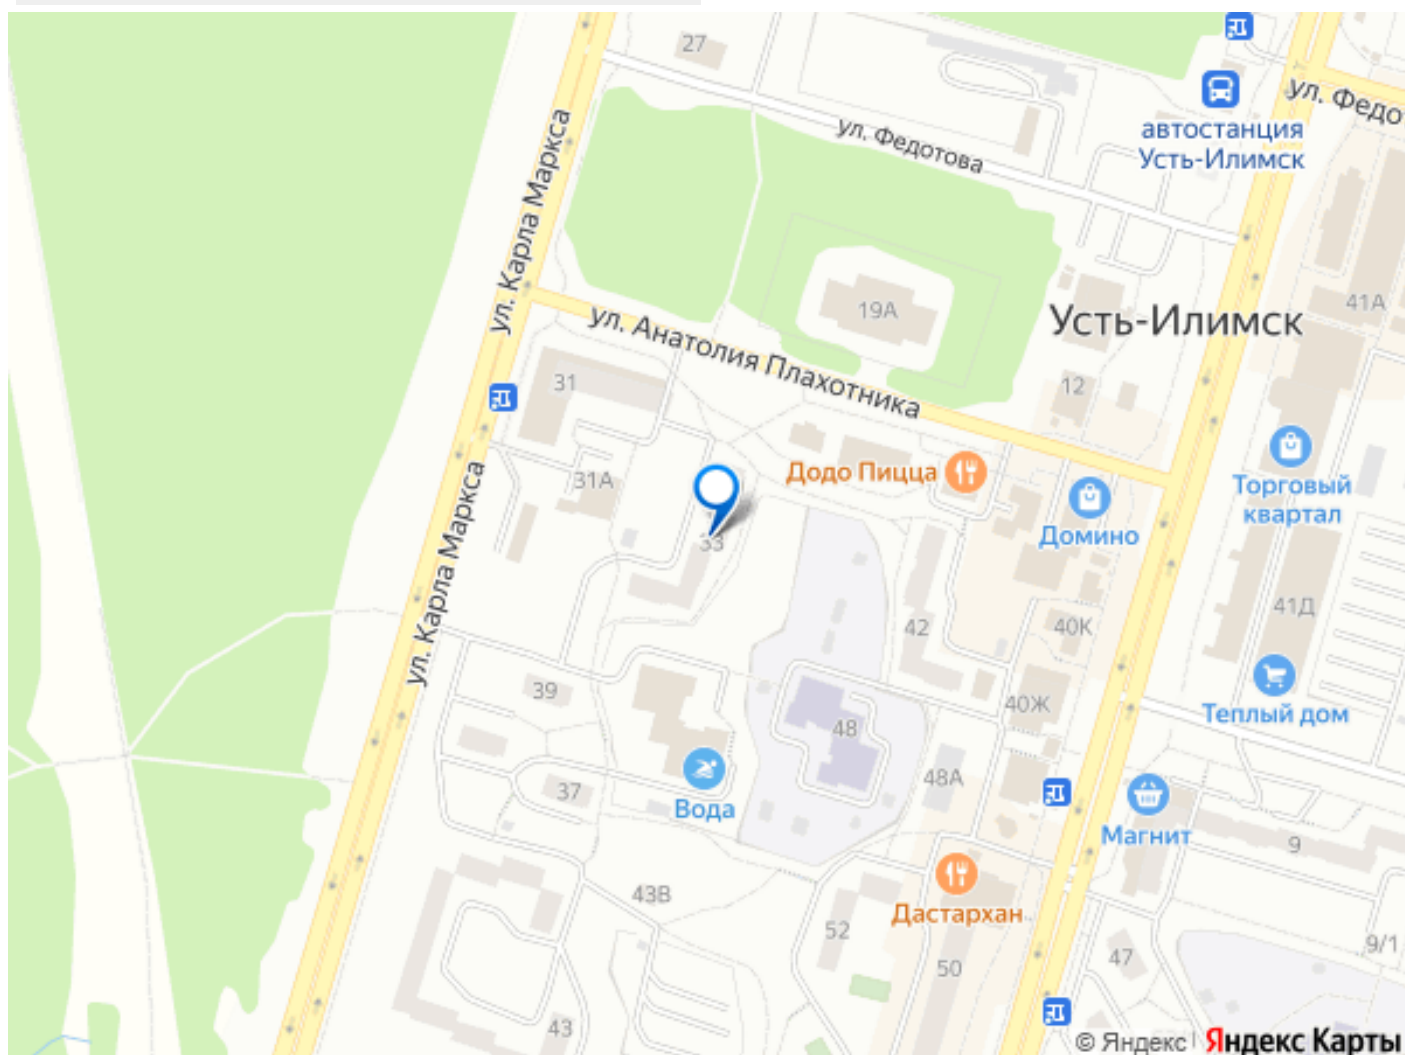 27
ул. Федо
автостанция
Усть-Илимск
ул. Федотова
ул. Карла Маркса
41А
19А
Усть-Илимск
ул. Анатолия Плахотника
31
12
Додо Пицца
31А
Торговый
квартал
Домино
33
ул. Карла Маркса
41Д
42
40К
39
40Ж
Теплый дом
48
48А
37
Вода
Магнит
9
43В
Дастархан
52
9/1
47
50
43
© Яндекс
Яндекс Карты